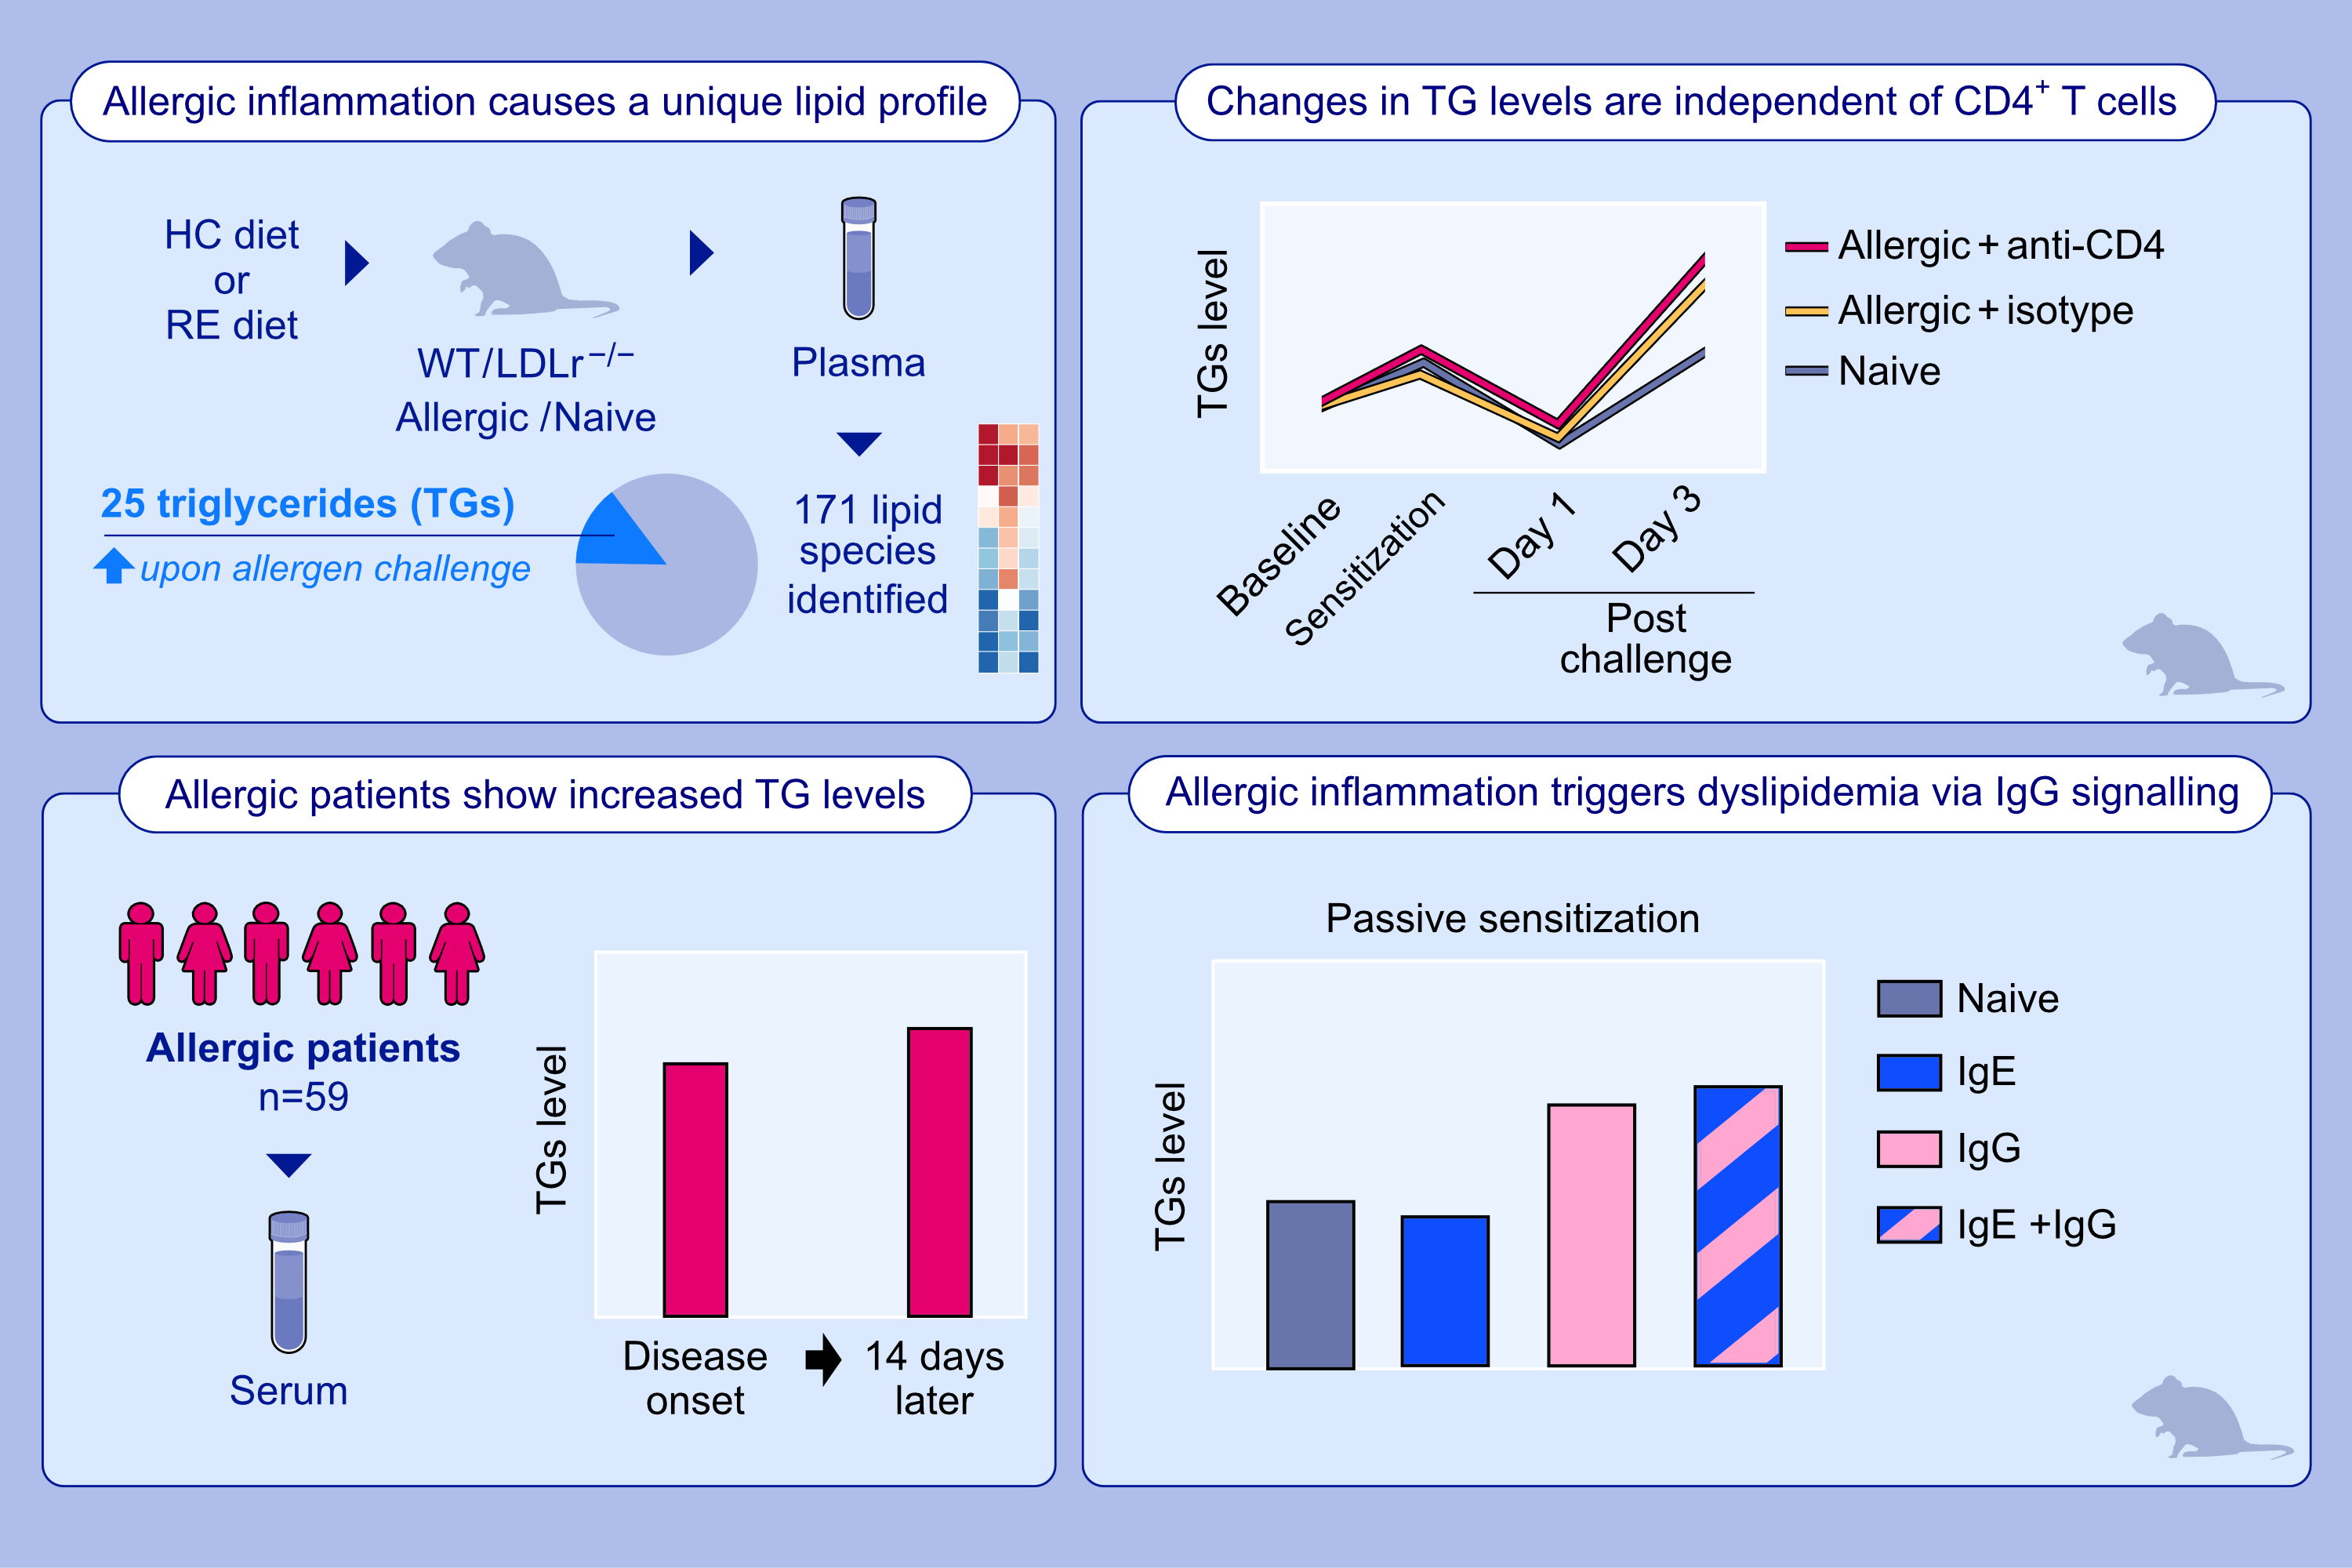 Allergic inflammation causes a unique lipid profile
HC diet
or
RE diet
WT/LDLr⁻/⁻
Allergic /Naive
Plasma
171 lipid
species
identified
25 triglycerides (TGs)
upon allergen challenge
Changes in TG levels are independent of CD4⁺ T cells
TGs level
Baseline
Sensitization
Day 1
Day 3
Post
challenge
Allergic + anti-CD4
Allergic + isotype
Naive
Allergic patients show increased TG levels
Allergic patients
n=59
Serum
TGs level
Disease
onset
14 days
later
Allergic inflammation triggers dyslipidemia via IgG signalling
Passive sensitization
TGs level
Naive
IgE
IgG
IgE +IgG